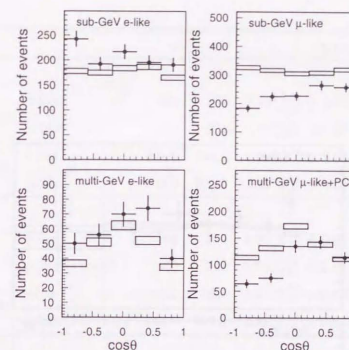 sub-GeV e-like
Number of events
250
200
150
100
50
0
sub-GeV μ-like
Number of events
500
400
300
200
100
0
multi-GeV e-like
Number of events
90
80
70
60
50
40
30
20
10
0
-1 -0.5 0 0.5 1
cosθ
multi-GeV μ-like+PC
Number of events
250
200
150
100
50
0
-1 -0.5 0 0.5
cosθ